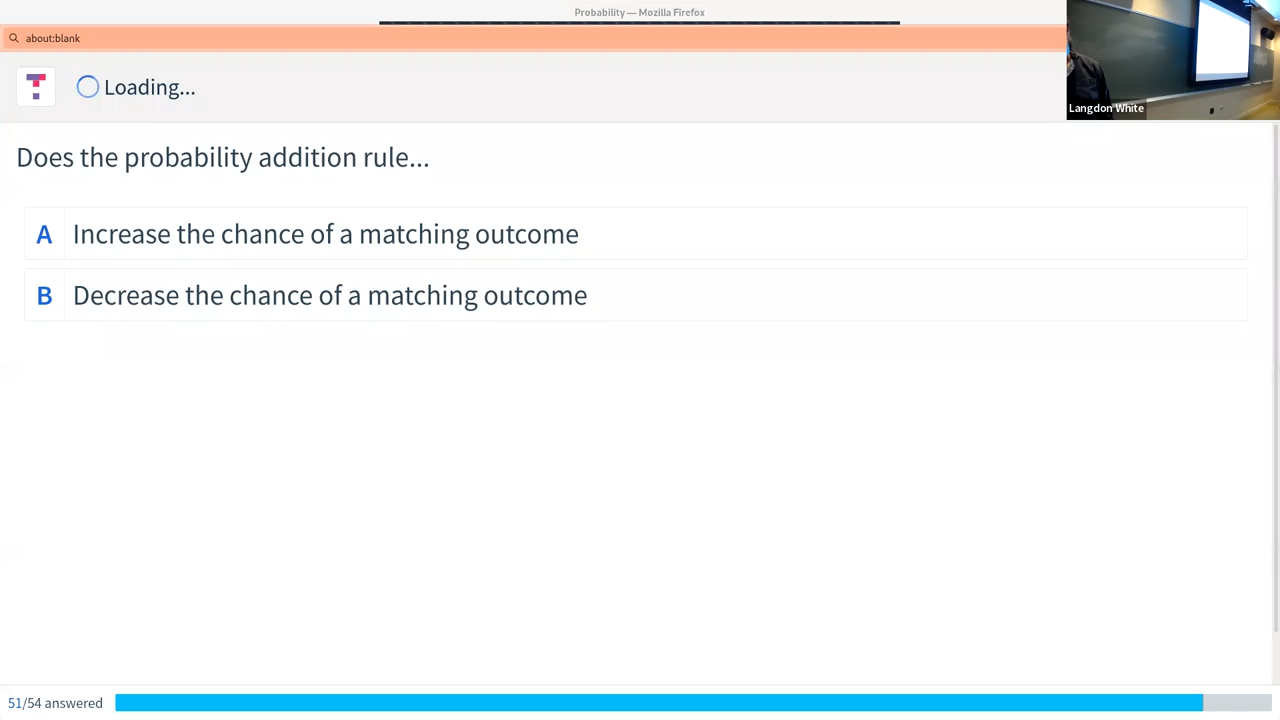 Probability — Mozilla Firefox
about:blank
Loading...
Langdon White
Does the probability addition rule...
A Increase the chance of a matching outcome
B Decrease the chance of a matching outcome
51/54 answered